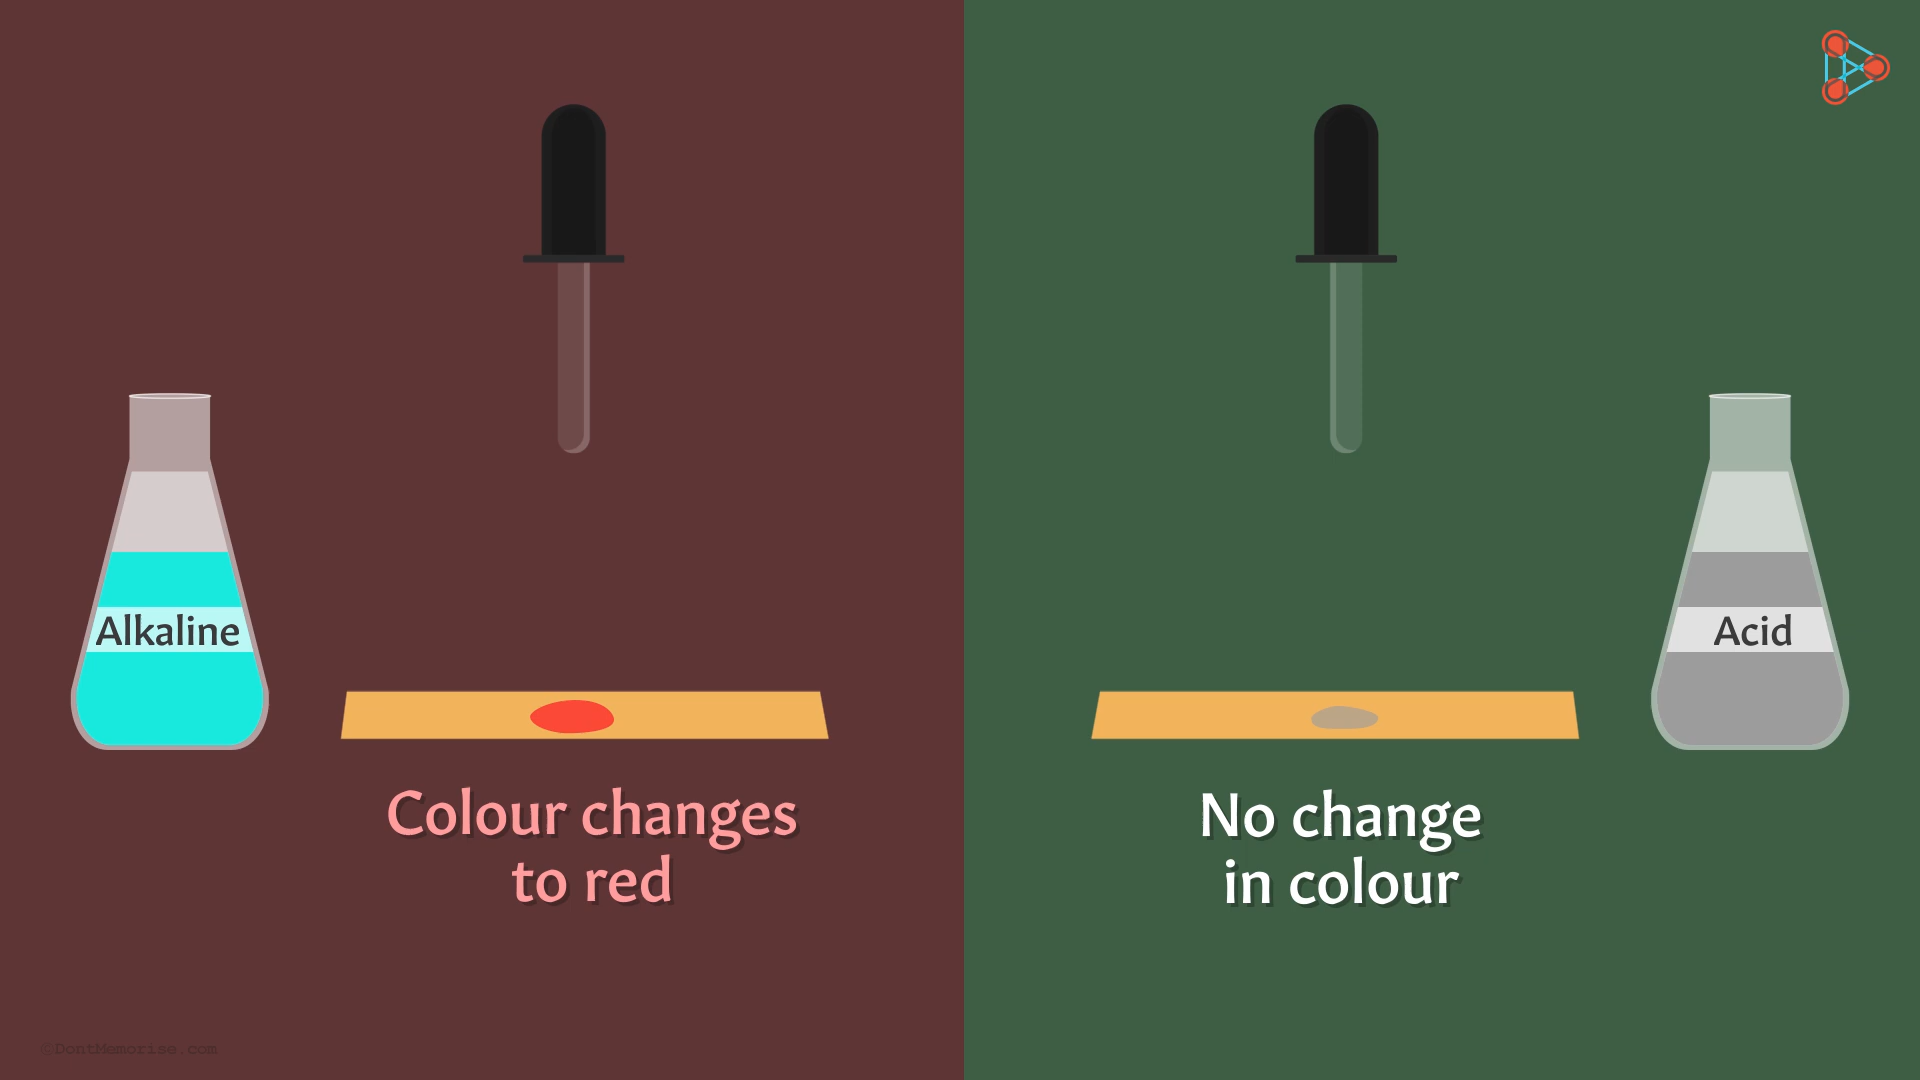 Alkaline
Colour changes
to red
No change
in colour
Acid
©DontMemorise.com